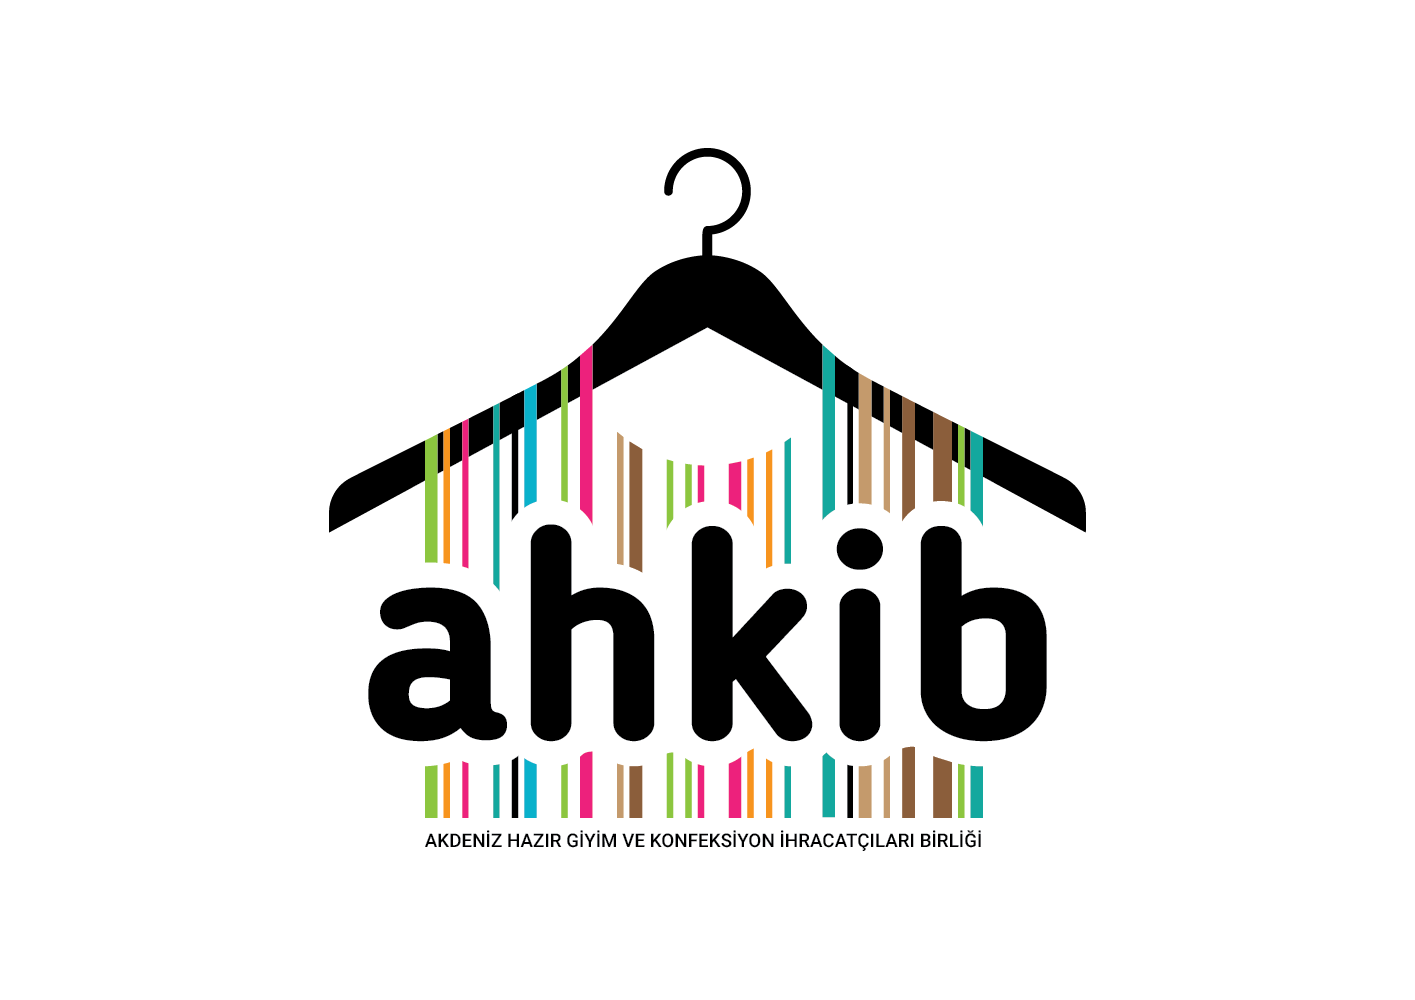 ahkib
AKDENİZ HAZIR GİYİM VE KONFEKSİYON İHRACATÇILARI BİRLİĞİ